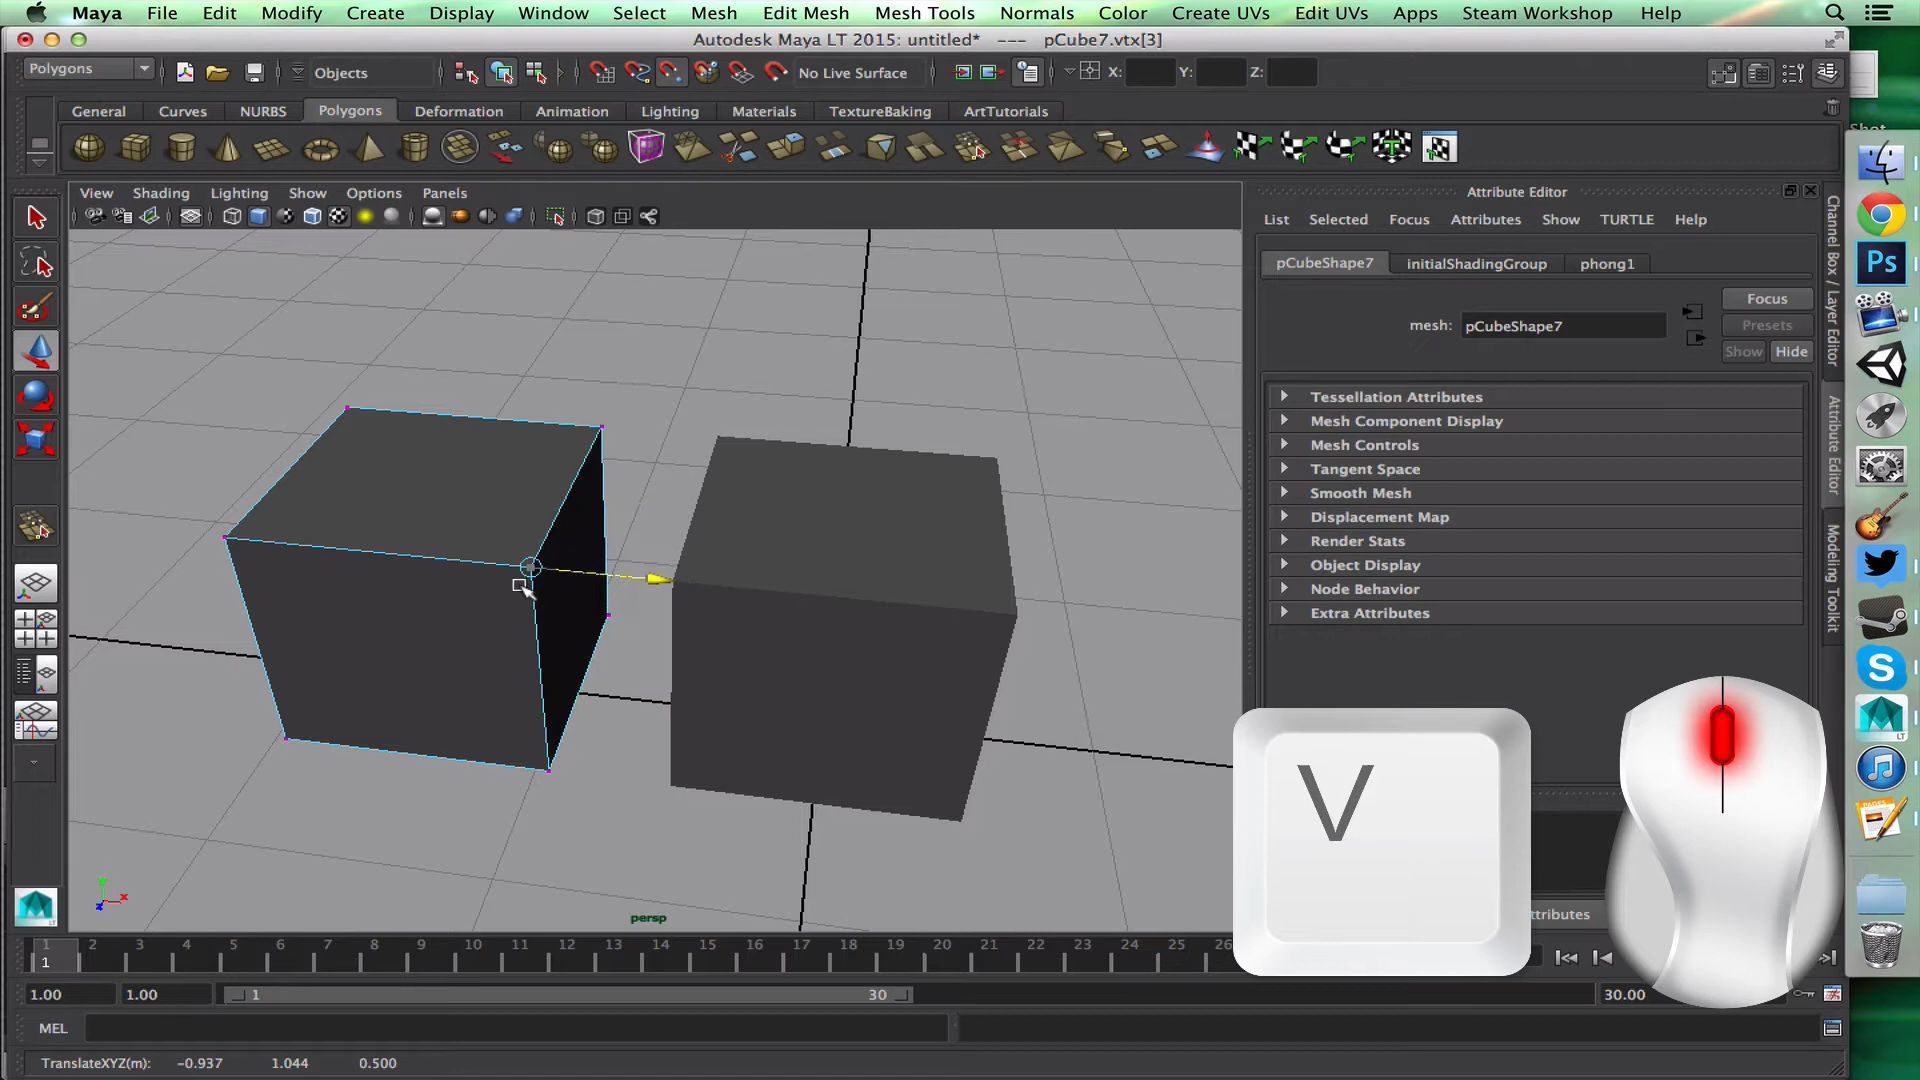 Maya File Edit Modify Create Display Window Select Mesh Edit Mesh Mesh Tools Normals Color Create UVs Edit UVs Apps Steam Workshop Help
Autodesk Maya LT 2015: untitled* --- pCube7.vtx[3]
Polygons Objects No Live Surface X: Y: Z:
General Curves NURBS Polygons Deformation Animation Lighting Materials TextureBaking ArtTutorials
View Shading Lighting Show Options Panels
Attribute Editor
List Selected Focus Attributes Show TURTLE Help
pCubeShape7 initialShadingGroup phong1
Focus
mesh: pCubeShape7
Presets
Show Hide
Tessellation Attributes
Mesh Component Display
Mesh Controls
Tangent Space
Smooth Mesh
Displacement Map
Render Stats
Object Display
Node Behavior
Extra Attributes
Channel Box / Layer Editor
Attribute Editor
Modeling Toolkit
Ps
V
ttributes
y x z
persp
LT
1 2 3 4 5 6 7 8 9 10 11 12 13 14 15 16 17 18 19 20 21 22 23 24 25 26
1
1.00 1.00 1 30 30.00
MEL
TranslateXYZ(m): -0.937 1.044 0.500